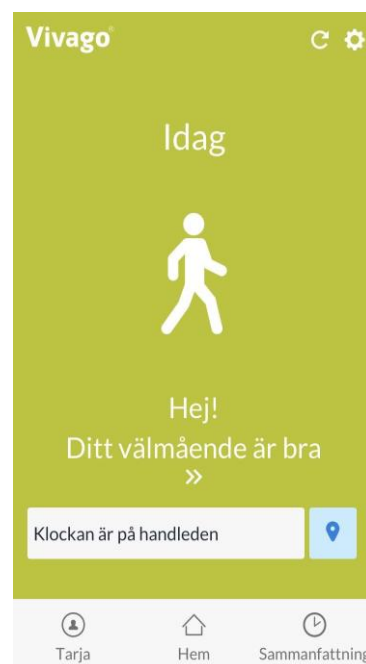 Vivago®
Idag
Hej!
Ditt välmående är bra
»
Klockan är på handleden
Tarja
Hem
Sammanfattning